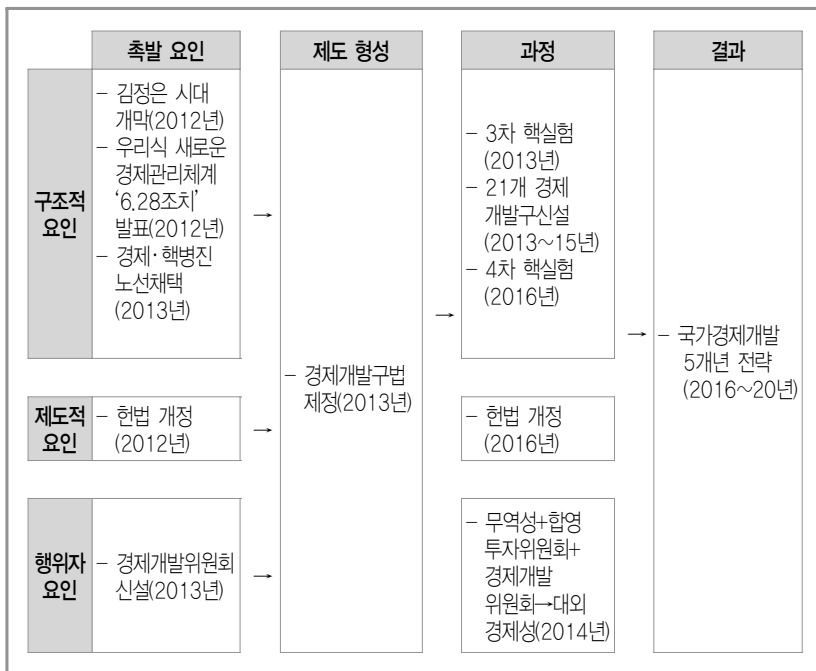 촉발 요인
제도 형성
과정
결과
구조적
요인
- 김정은 시대
개막(2012년)
- 우리식 새로운
경제관리체계
‘6.28조치’
발표(2012년)
- 경제·핵병진
노선채택
(2013년)
→
- 경제개발구법
제정(2013년)
→
- 3차 핵실험
(2013년)
- 21개 경제
개발구신설
(2013~15년)
- 4차 핵실험
(2016년)
→
- 국가경제개발
5개년 전략
(2016~20년)
제도적
요인
- 헌법 개정
(2012년)
→
- 헌법 개정
(2016년)
행위자
요인
- 경제개발위원회
신설(2013년)
→
- 무역성+합영
투자위원회+
경제개발
위원회→대외
경제성(2014년)